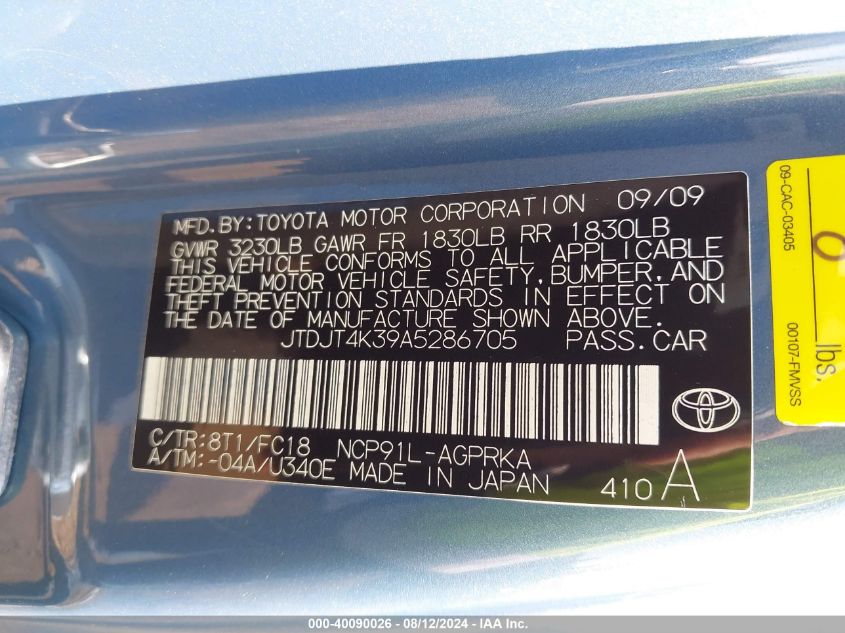 MFD. BY: TOYOTA MOTOR CORPORATION 09/09
GVWR 3230LB GAWR FR 1830LB RR 1830LB
THIS VEHICLE CONFORMS TO ALL APPLICABLE
FEDERAL MOTOR VEHICLE SAFETY, BUMPER, AND
THEFT PREVENTION STANDARDS IN EFFECT ON
THE DATE OF MANUFACTURE SHOWN ABOVE.
JTDJT4K39A5286705 PASS. CAR
C/TR: 8T1/FC18 NCP91L-AGPRKA
A/TM: -04A/U340E MADE IN JAPAN
410 A
09-CAC-03405
0 lbs.
00107-FMVSS
000-40090026 - 08/12/2024 - IAA Inc.